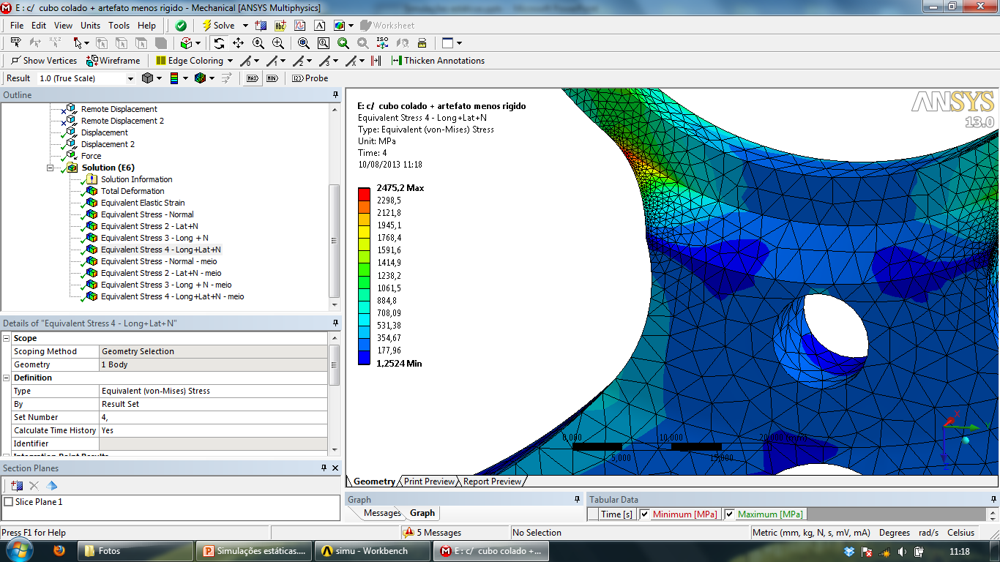 E : c/ cubo colado + artefato menos rigido - Mechanical [ANSYS Multiphysics]
File Edit View Units Tools Help Solve Worksheet
Show Vertices Wireframe Edge Coloring Thicken Annotations
Result 1.0 (True Scale) MAX MIN Probe
Outline
Remote Displacement
Remote Displacement 2
Displacement
Displacement 2
Force
Solution (E6)
Solution Information
Total Deformation
Equivalent Elastic Strain
Equivalent Stress - Normal
Equivalent Stress 2 - Lat+N
Equivalent Stress 3 - Long + N
Equivalent Stress 4 - Long+Lat+N
Equivalent Stress - Normal - meio
Equivalent Stress 2 - Lat+N - meio
Equivalent Stress 3 - Long + N - meio
Equivalent Stress 4 - Long+Lat+N - meio
Details of "Equivalent Stress 4 - Long+Lat+N"
Scope
Scoping Method Geometry Selection
Geometry 1 Body
Definition
Type Equivalent (von-Mises) Stress
By Result Set
Set Number 4,
Calculate Time History Yes
Identifier
Integration Point Results
Section Planes
Slice Plane 1
E: c/ cubo colado + artefato menos rigido
Equivalent Stress 4 - Long+Lat+N
Type: Equivalent (von-Mises) Stress
Unit: MPa
Time: 4
10/08/2013 11:18
2475,2 Max
2298,5
2121,8
1945,1
1768,4
1591,6
1414,9
1238,2
1061,5
884,8
708,09
531,38
354,67
177,96
1,2524 Min
ANSYS
13.0
0,000 10,000
5,000 15,000
Geometry Print Preview Report Preview
Graph
Messages Graph
Tabular Data
Time [s] Minimum [MPa] Maximum [MPa]
Press F1 for Help 5 Messages No Selection Metric (mm, kg, N, s, mV, mA) Degrees rad/s Celsius
Fotos Simulações estáticas.... simu - Workbench E : c/ cubo colado +... 11:18